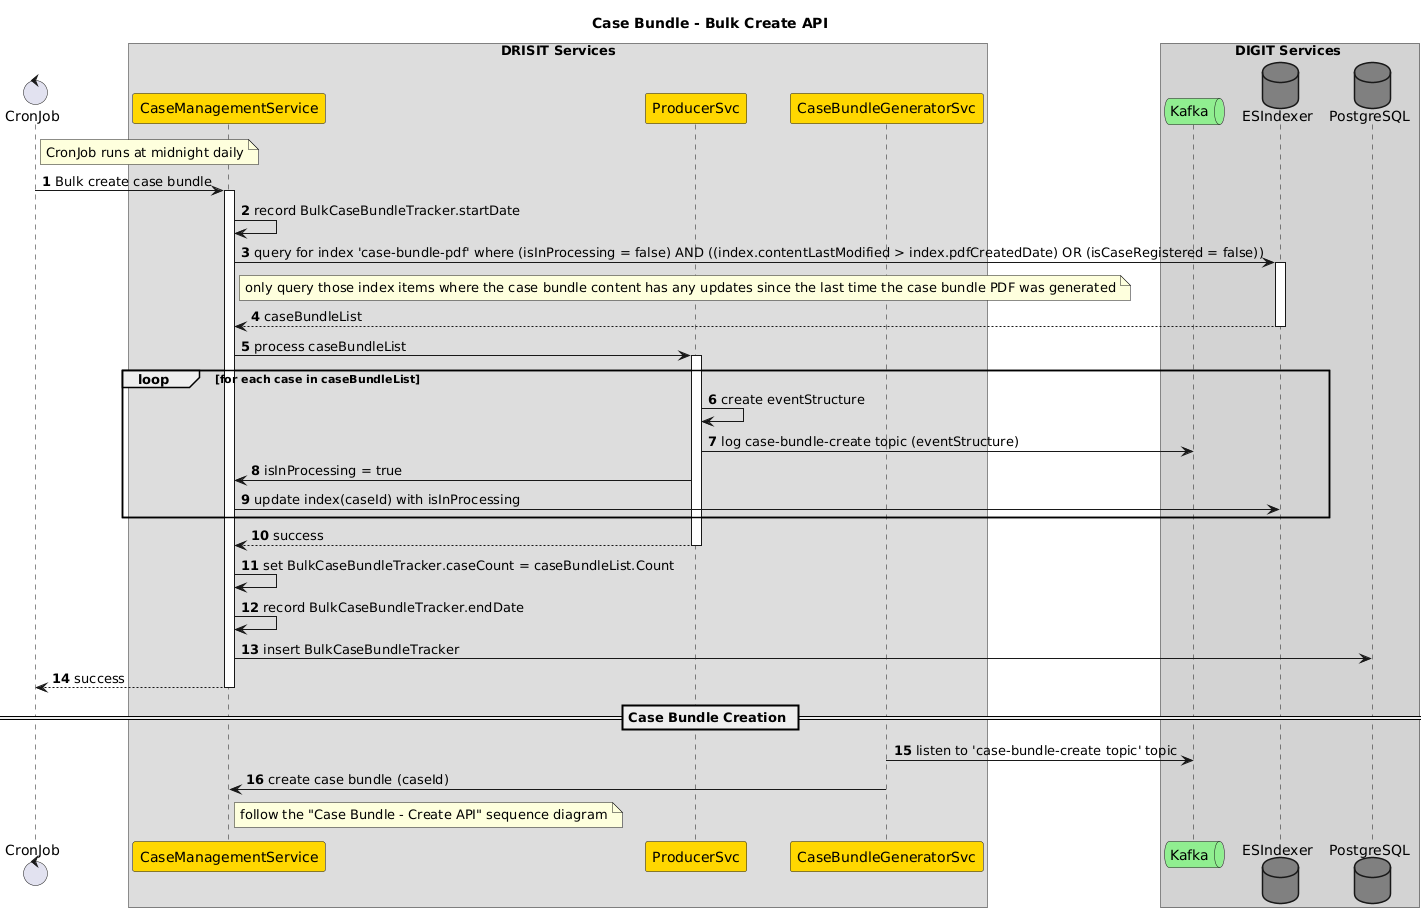 Case Bundle - Bulk Create API
DRISIT Services
DIGIT Services
CronJob
CaseManagementService
ProducerSvc
CaseBundleGeneratorSvc
Kafka
ESIndexer
PostgreSQL
CronJob runs at midnight daily
1 Bulk create case bundle
2 record BulkCaseBundleTracker.startDate
3 query for index 'case-bundle-pdf' where (isInProcessing = false) AND ((index.contentLastModified > index.pdfCreatedDate) OR (isCaseRegistered = false))
only query those index items where the case bundle content has any updates since the last time the case bundle PDF was generated
4 caseBundleList
5 process caseBundleList
loop [for each case in caseBundleList]
6 create eventStructure
7 log case-bundle-create topic (eventStructure)
8 isInProcessing = true
9 update index(caseId) with isInProcessing
10 success
11 set BulkCaseBundleTracker.caseCount = caseBundleList.Count
12 record BulkCaseBundleTracker.endDate
13 insert BulkCaseBundleTracker
14 success
Case Bundle Creation
15 listen to 'case-bundle-create topic' topic
16 create case bundle (caseId)
follow the "Case Bundle - Create API" sequence diagram
CronJob
CaseManagementService
ProducerSvc
CaseBundleGeneratorSvc
Kafka
ESIndexer
PostgreSQL